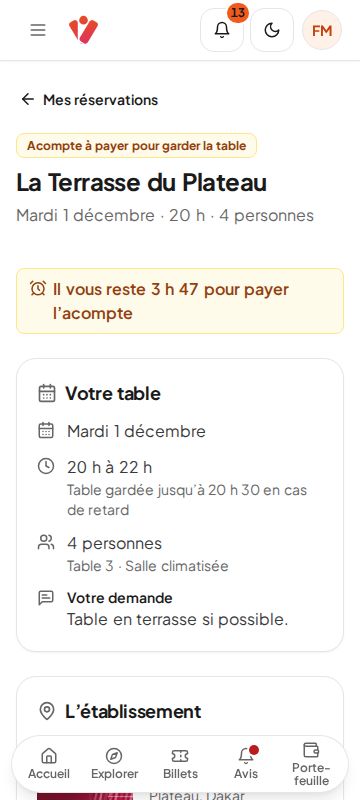 13
FM
Mes réservations
Acompte à payer pour garder la table
La Terrasse du Plateau
Mardi 1 décembre · 20 h · 4 personnes
Il vous reste 3 h 47 pour payer
l’acompte
Votre table
Mardi 1 décembre
20 h à 22 h
Table gardée jusqu’à 20 h 30 en cas
de retard
4 personnes
Table 3 · Salle climatisée
Votre demande
Table en terrasse si possible.
L’établissement
Plateau, Dakar
Accueil
Explorer
Billets
Avis
Porte-
feuille